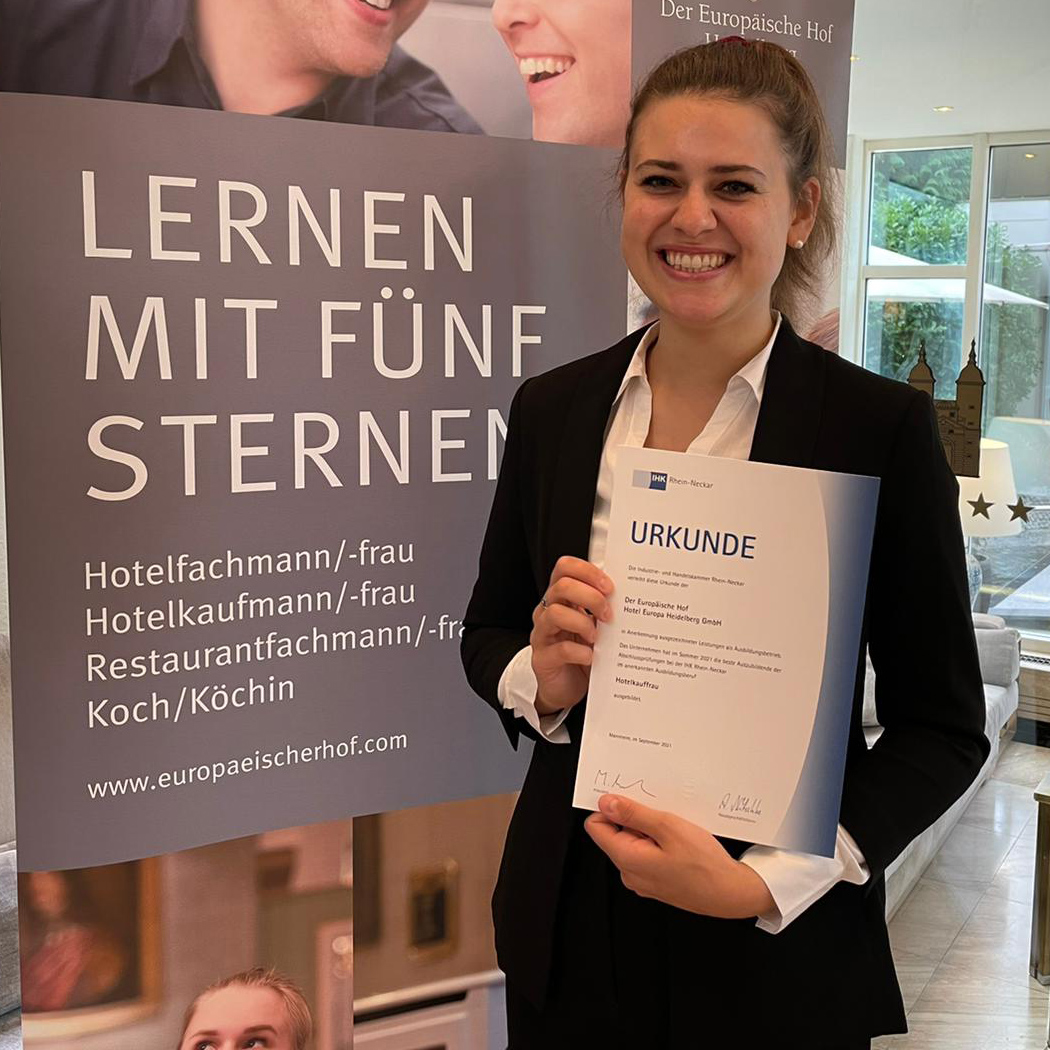 Der Europäische Hof
LERNEN
MIT FÜNF
STERNEN
Hotelfachmann/-frau
Hotelkaufmann/-frau
Restaurantfachmann/-fra
Koch/Köchin
www.europaeischerhof.com
IHK Rhein-Neckar
URKUNDE
Die Industrie- und Handelskammer Rhein-Neckar
verleiht diese Urkunde der
Der Europäische Hof
Hotel Europa Heidelberg GmbH
in Anerkennung ausgezeichneter Leistungen als Ausbildungsbetrieb.
Das Unternehmen hat im Sommer 2021 die beste Auszubildende der
Abschlussprüfungen bei der IHK Rhein-Neckar
im anerkannten Ausbildungsberuf
Hotelkauffrau
ausgebildet.
Mannheim, im September 2021
Präsident
Hauptgeschäftsführer